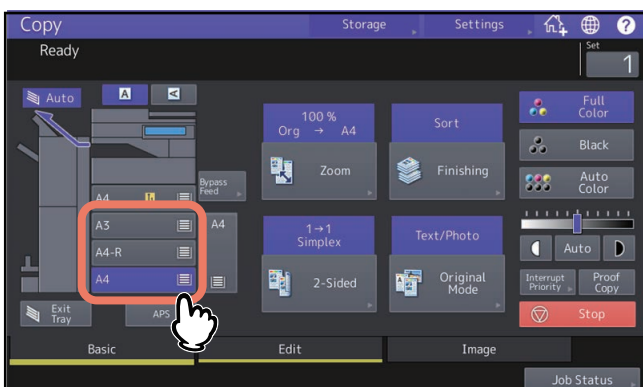 Copy
Storage
Settings
?
Ready
Set
1
Auto
A
A
100 %
Org → A4
Sort
Full
Color
Zoom
Finishing
Black
Bypass
Feed
Auto
Color
A4
A3
A4
A4-R
A4
1→1
Simplex
Text/Photo
Auto
2-Sided
Original
Mode
Interrupt
Priority
Proof
Copy
Exit
Tray
APS
Stop
Basic
Edit
Image
Job Status